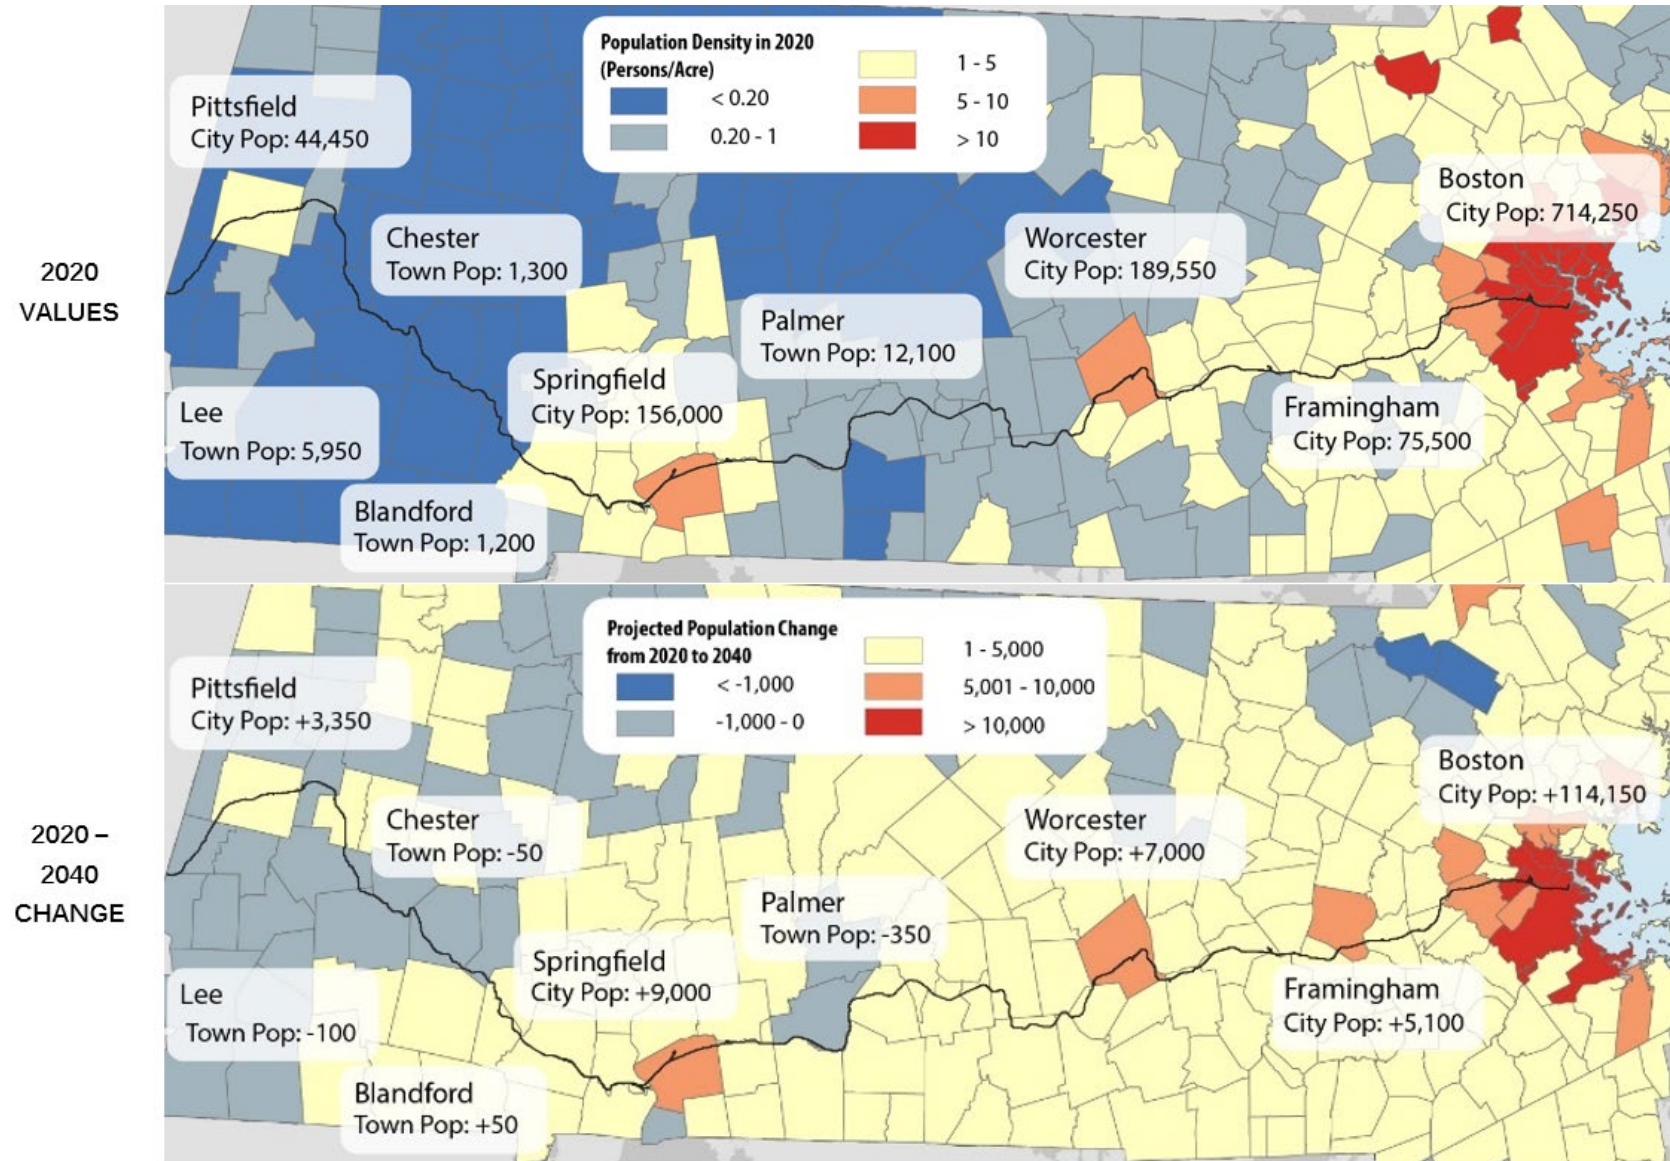 2020
VALUES
Population Density in 2020
(Persons/Acre)
< 0.20
0.20 - 1
1 - 5
5 - 10
> 10
Pittsfield
City Pop: 44,450
Chester
Town Pop: 1,300
Lee
Town Pop: 5,950
Blandford
Town Pop: 1,200
Springfield
City Pop: 156,000
Palmer
Town Pop: 12,100
Worcester
City Pop: 189,550
Framingham
City Pop: 75,500
Boston
City Pop: 714,250
2020 –
2040
CHANGE
Projected Population Change
from 2020 to 2040
< -1,000
-1,000 - 0
1 - 5,000
5,001 - 10,000
> 10,000
Pittsfield
City Pop: +3,350
Chester
Town Pop: -50
Lee
Town Pop: -100
Blandford
Town Pop: +50
Springfield
City Pop: +9,000
Palmer
Town Pop: -350
Worcester
City Pop: +7,000
Framingham
City Pop: +5,100
Boston
City Pop: +114,150